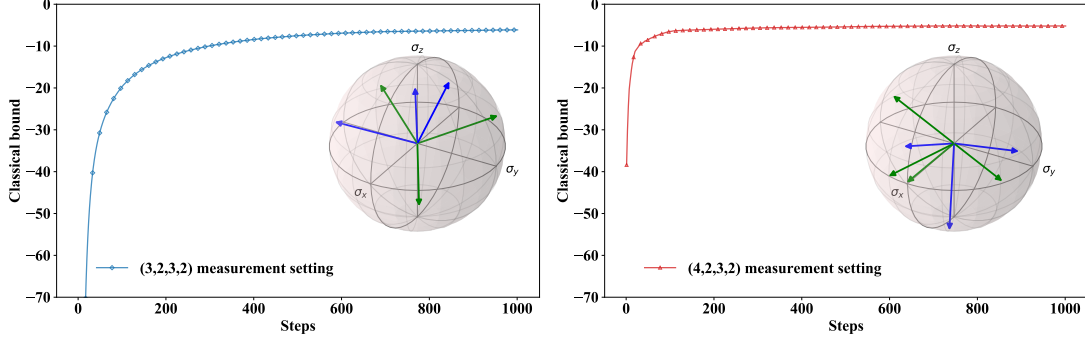 0
−10
−20
−30
−40
−50
−60
−70
Classical bound
0
200
400
600
800
1000
Steps
(3,2,3,2) measurement setting
σz
σy
σx
0
−10
−20
−30
−40
−50
−60
−70
Classical bound
0
200
400
600
800
1000
Steps
(4,2,3,2) measurement setting
σz
σy
σx